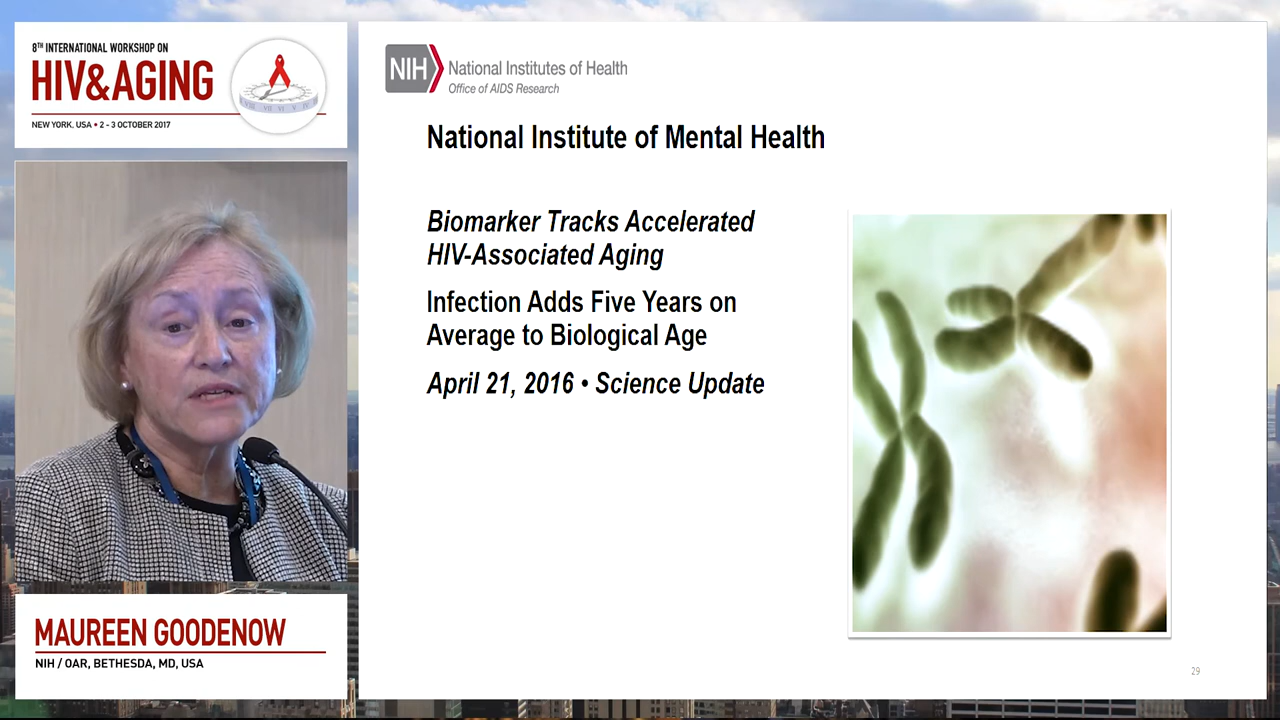 8TH INTERNATIONAL WORKSHOP ON
HIV&AGING
NEW YORK, USA • 2 - 3 OCTOBER 2017
MAUREEN GOODENOW
NIH / OAR, BETHESDA, MD, USA
NIH
National Institutes of Health
Office of AIDS Research
National Institute of Mental Health
Biomarker Tracks Accelerated
HIV-Associated Aging
Infection Adds Five Years on
Average to Biological Age
April 21, 2016 • Science Update
29